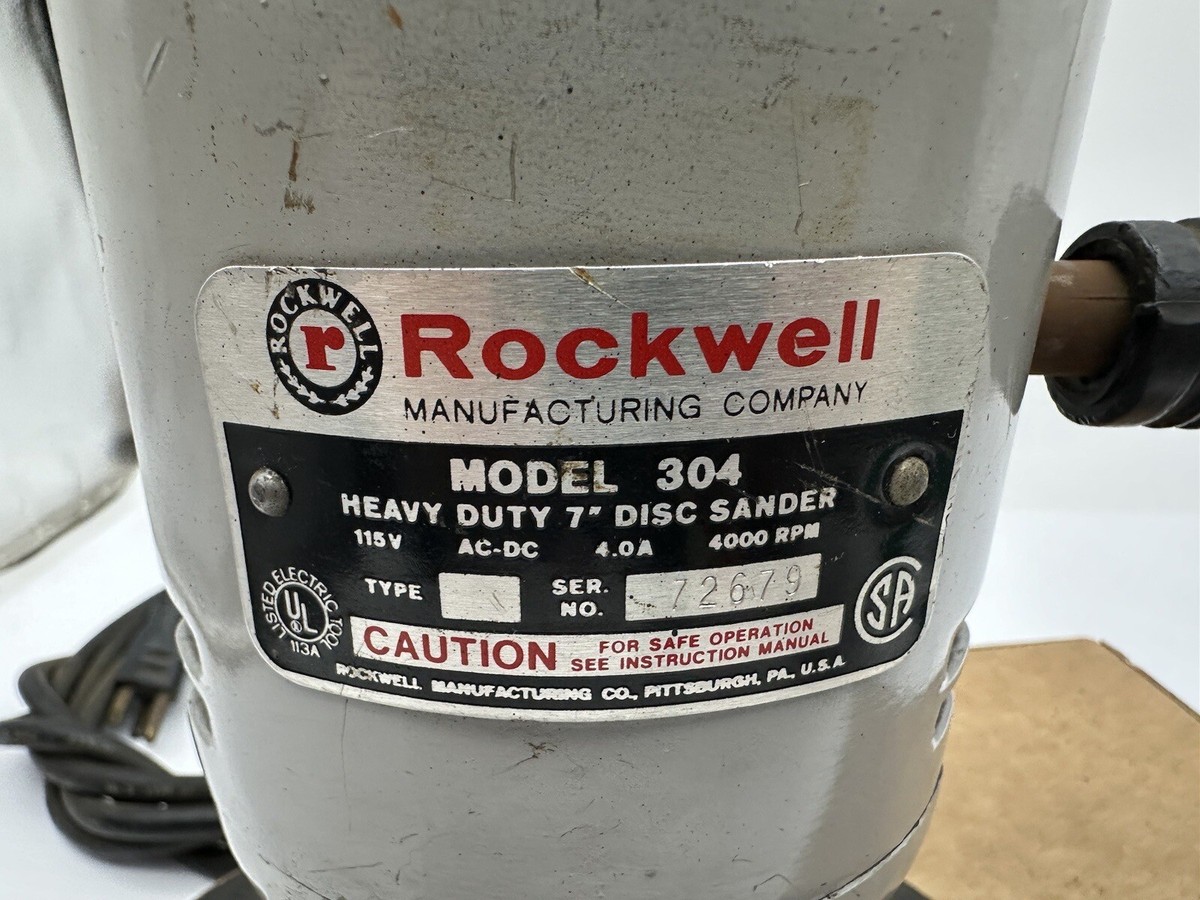 ROCKWELL
r
Rockwell
MANUFACTURING COMPANY
MODEL 304
HEAVY DUTY 7" DISC SANDER
115V AC-DC 4.0A 4000 RPM
TYPE SER. NO. 72679
LISTED ELECTRIC TOOL
UL
®
113A
SA
CAUTION FOR SAFE OPERATION
SEE INSTRUCTION MANUAL
ROCKWELL MANUFACTURING CO., PITTSBURGH, PA., U.S.A.